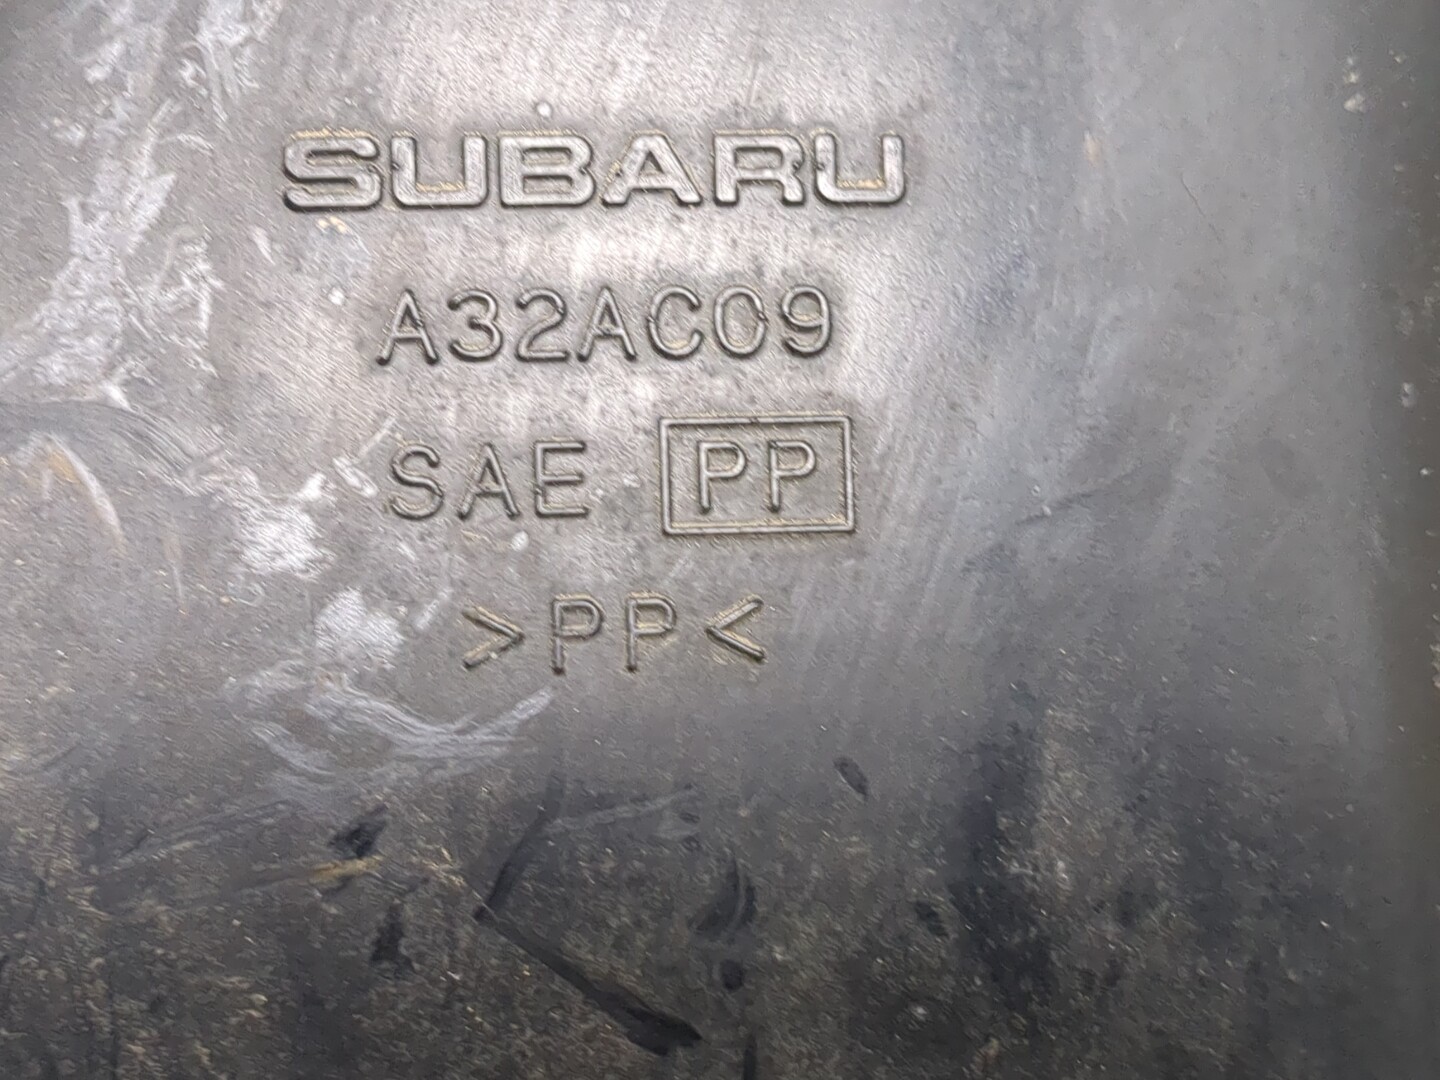 SUBARU
A32AC09
SAE PP
>PP<